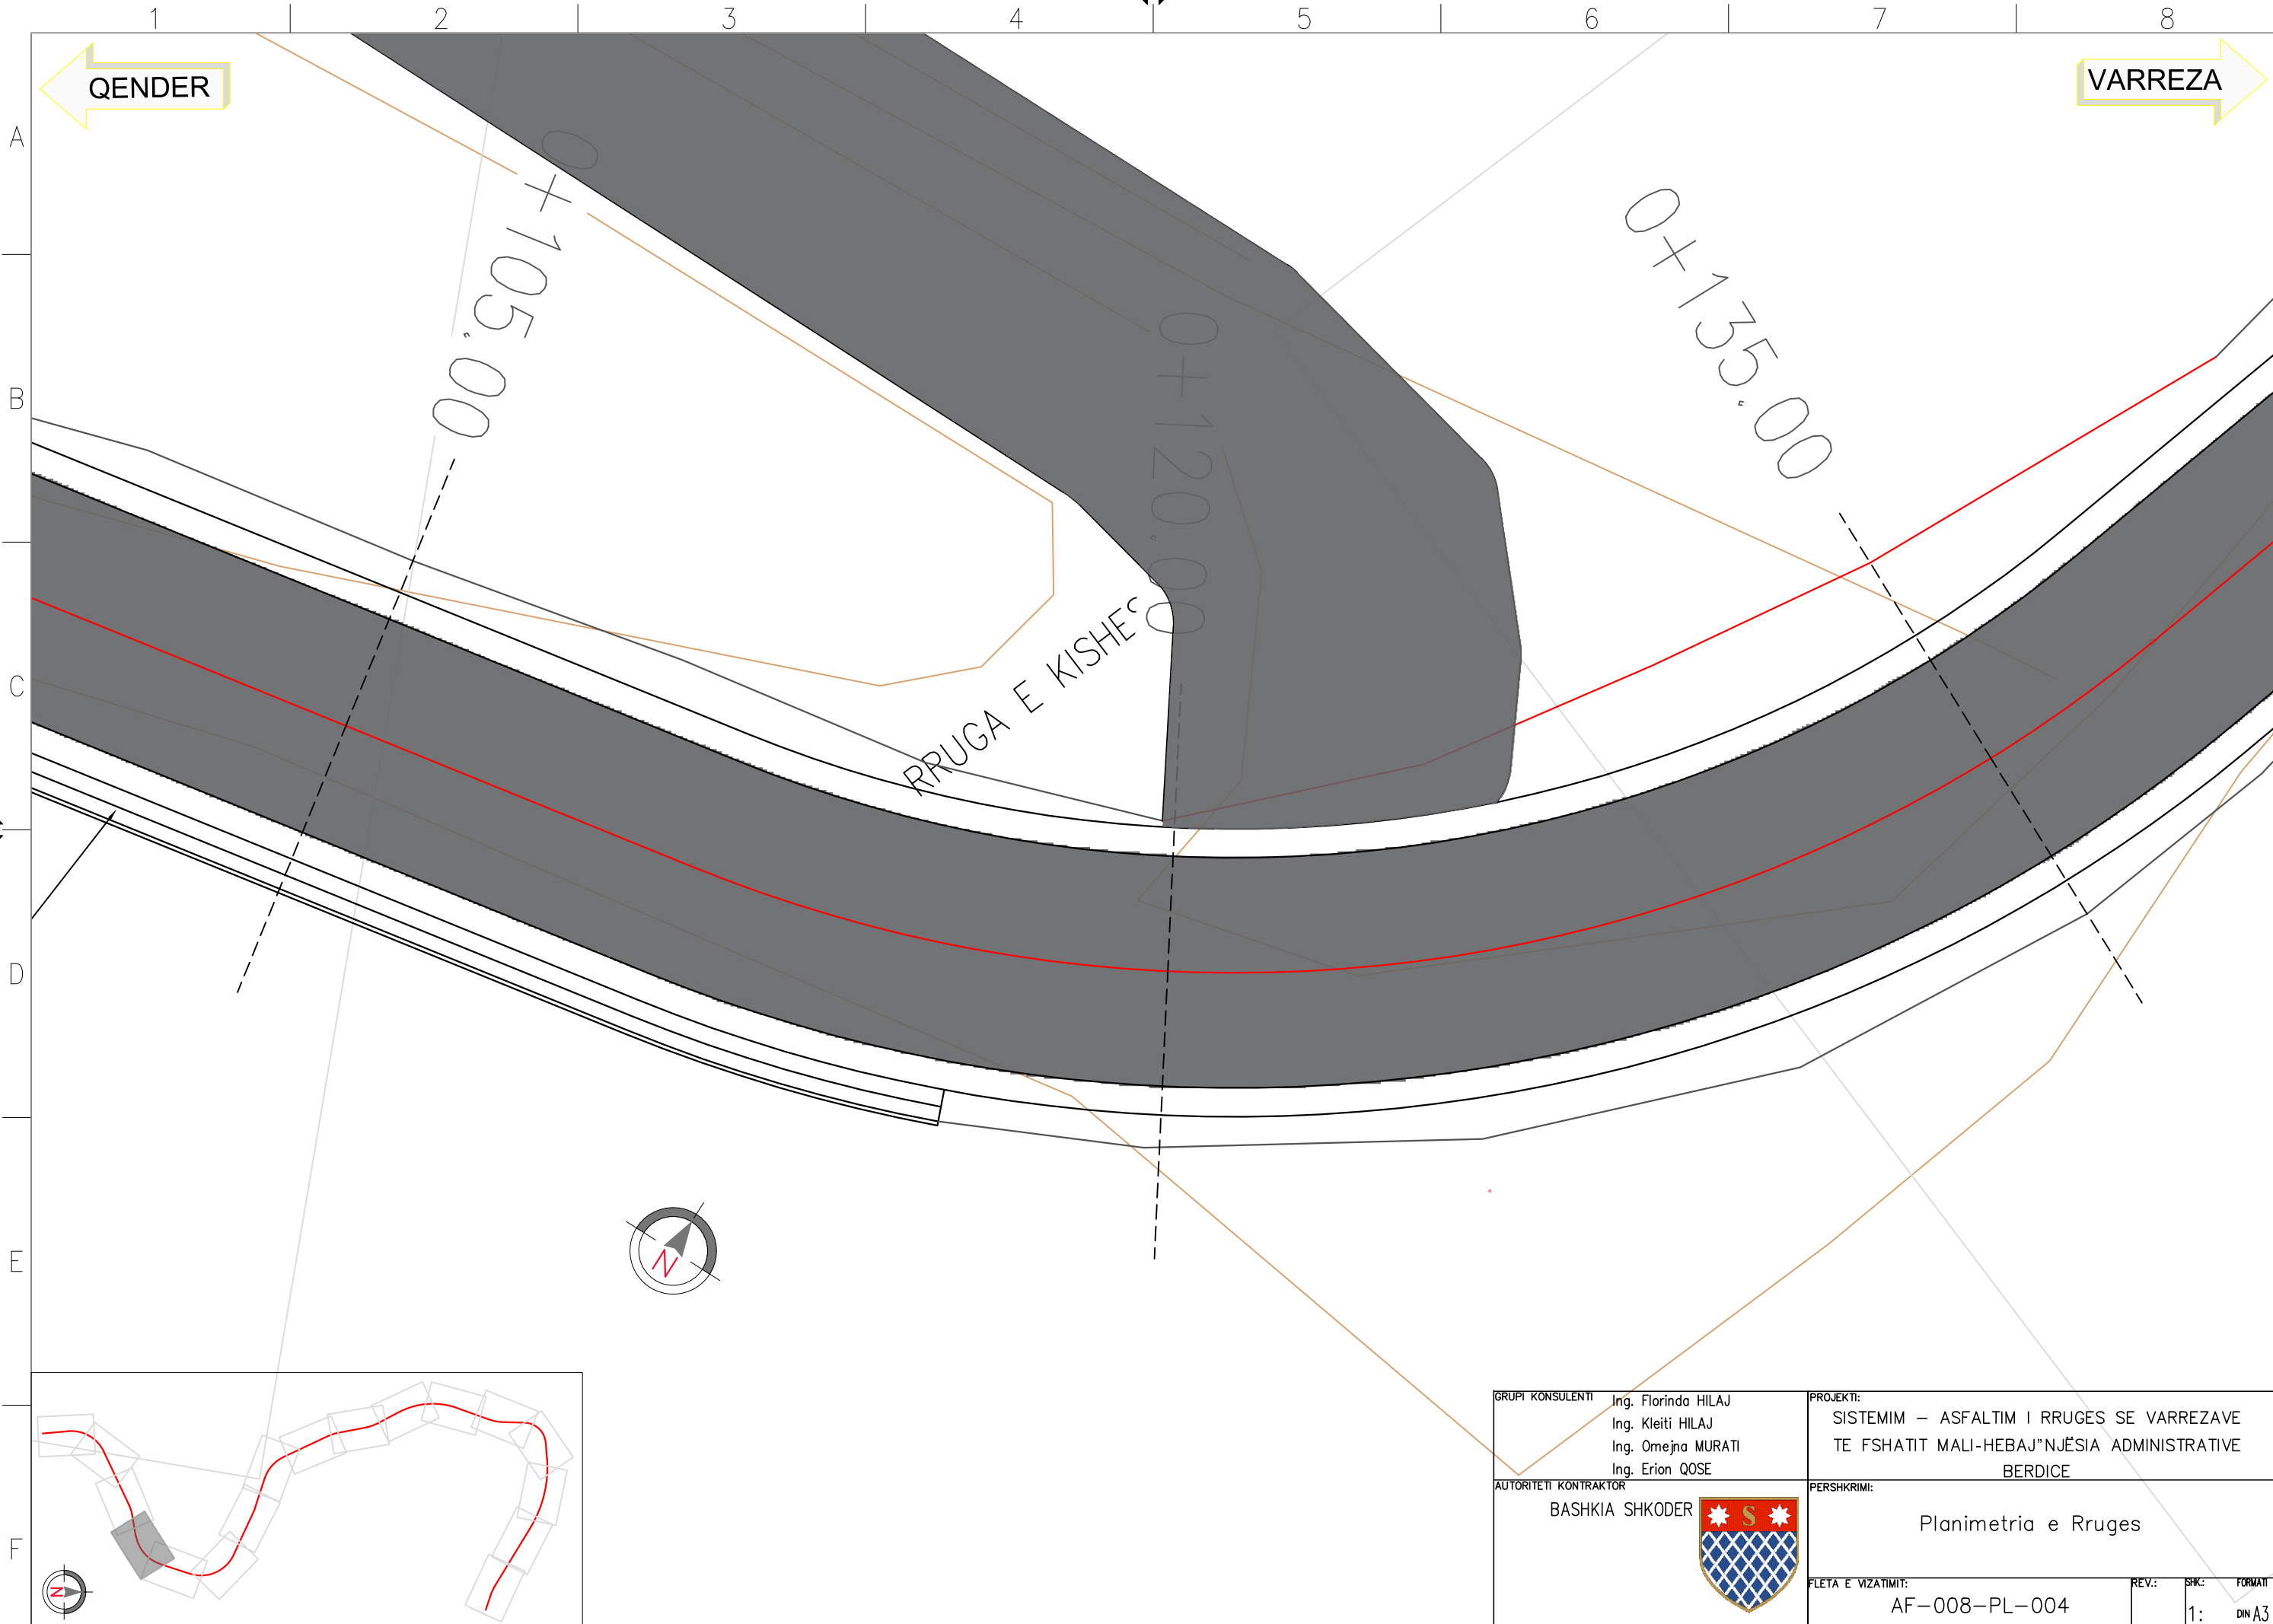 1 2 3 4 5 6 7 8
QENDER
VARREZA
A
B
C
D
E
F
0+105.00
0+120.00
0+135.00
RRUGA E KISHES
N
N
GRUPI KONSULENTI
Ing. Florinda HILAJ
Ing. Kleiti HILAJ
Ing. Omejna MURATI
Ing. Erion QOSE
PROJEKTI:
SISTEMIM – ASFALTIM I RRUGES SE VARREZAVE
TE FSHATIT MALI-HEBAJ"NJËSIA ADMINISTRATIVE
BERDICE
AUTORITETI KONTRAKTOR
BASHKIA SHKODER
S
PERSHKRIMI:
Planimetria e Rruges
FLETA E VIZATIMIT:
AF-008-PL-004
REV.:
SHK.:
1:
FORMATI
DIN A3